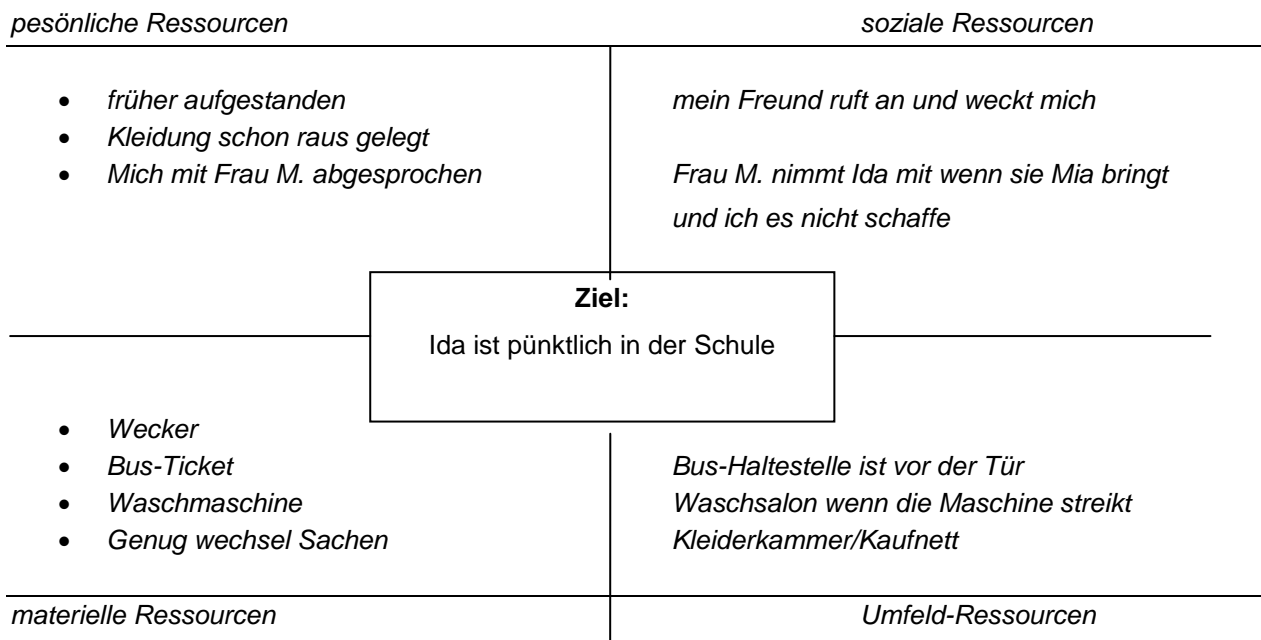 pesönliche Ressourcen
soziale Ressourcen
• früher aufgestanden
• Kleidung schon raus gelegt
• Mich mit Frau M. abgesprochen
mein Freund ruft an und weckt mich
Frau M. nimmt Ida mit wenn sie Mia bringt
und ich es nicht schaffe
Ziel:
Ida ist pünktlich in der Schule
• Wecker
• Bus-Ticket
• Waschmaschine
• Genug wechsel Sachen
Bus-Haltestelle ist vor der Tür
Waschsalon wenn die Maschine streikt
Kleiderkammer/Kaufnett
materielle Ressourcen
Umfeld-Ressourcen